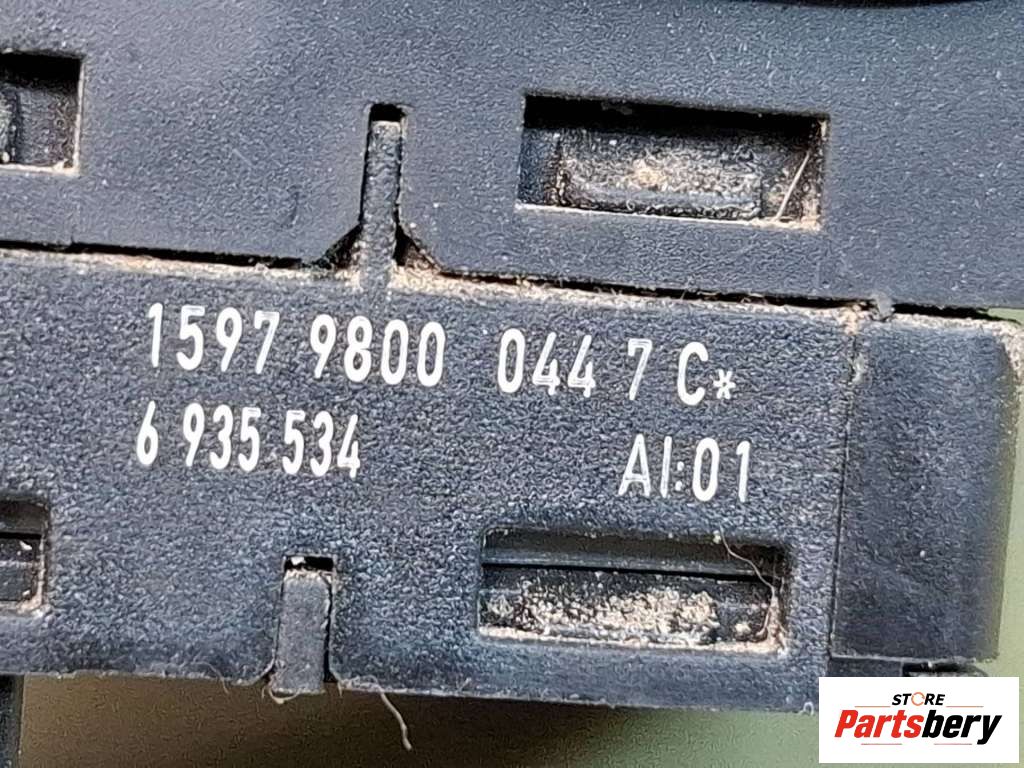 1597 9800 044 7 C*
6 935 534 AI:01
STORE
Partsbery